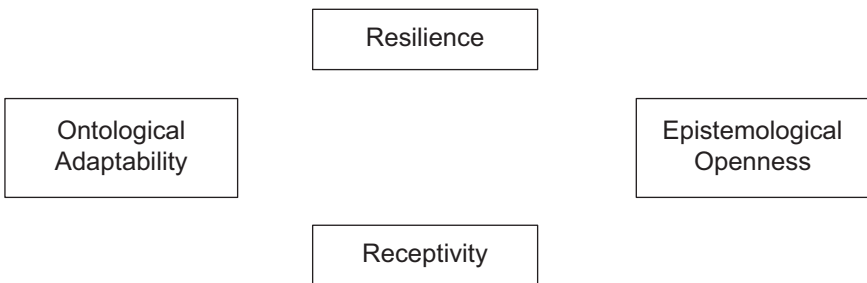 Resilience
Ontological
Adaptability
Epistemological
Openness
Receptivity